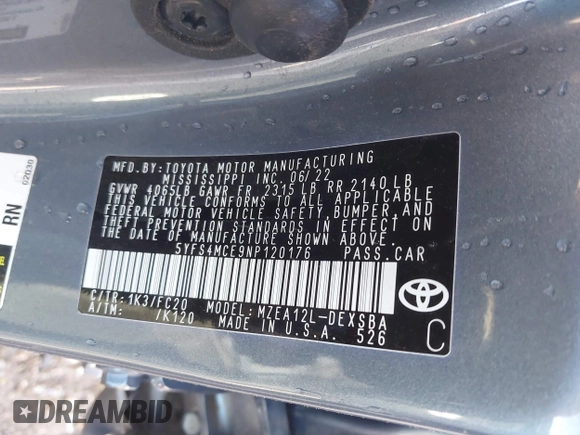 MFD.BY:TOYOTA MOTOR MANUFACTURING
MISSISSIPPI INC. 06/22
GVWR 4065LB GAWR FR 2315 LB RR 2140 LB
THIS VEHICLE CONFORMS TO ALL APPLICABLE
FEDERAL MOTOR VEHICLE SAFETY,BUMPER,AND
THEFT PREVENTION STANDARDS IN EFFECT ON
THE DATE OF MANUFACTURE SHOWN ABOVE.
5YFS4MCE9NP120176 PASS.CAR
C/TR:1K3/FC20 MODEL:MZEA12L-DEXSBA
A/TM: /K120 MADE IN U.S.A. 526
C
RN
02030
DREAMBID